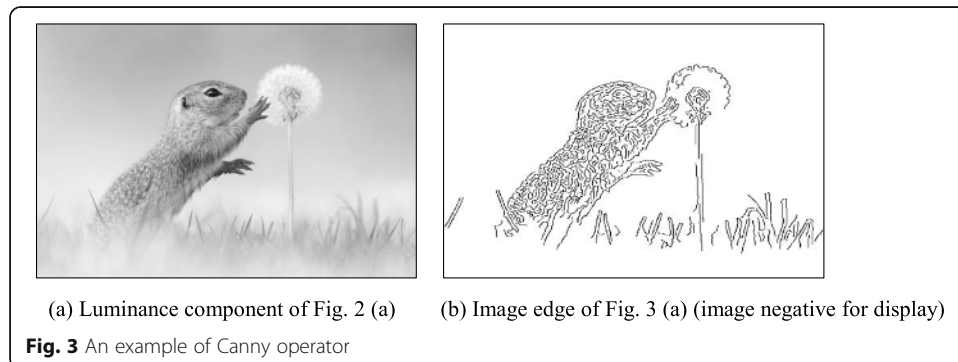 (a) Luminance component of Fig. 2 (a)
(b) Image edge of Fig. 3 (a) (image negative for display)
Fig. 3 An example of Canny operator